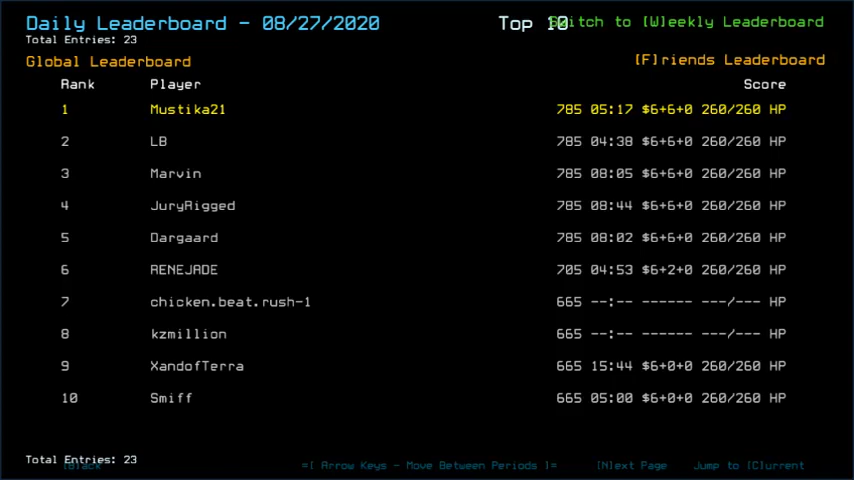 Daily Leaderboard - 08/27/2020 Top 10 Switch to [W]eekly Leaderboard
Total Entries: 23
Global Leaderboard [F]riends Leaderboard
Rank Player Score
1 Mustika21 785 05:17 $6+6+0 260/260 HP
2 LB 785 04:38 $6+6+0 260/260 HP
3 Marvin 785 08:05 $6+6+0 260/260 HP
4 JuryRigged 785 08:44 $6+6+0 260/260 HP
5 Dargaard 785 08:02 $6+6+0 260/260 HP
6 RENEJADE 705 04:53 $6+2+0 260/260 HP
7 chicken.beat.rush-1 665 --:-- ------ ---/--- HP
8 kzmillion 665 --:-- ------ ---/--- HP
9 XandofTerra 665 15:44 $6+0+0 260/260 HP
10 Smiff 665 05:00 $6+0+0 260/260 HP
Total Entries: 23
[B]ack =[ Arrow Keys - Move Between Periods ]= [N]ext Page Jump to [C]urrent